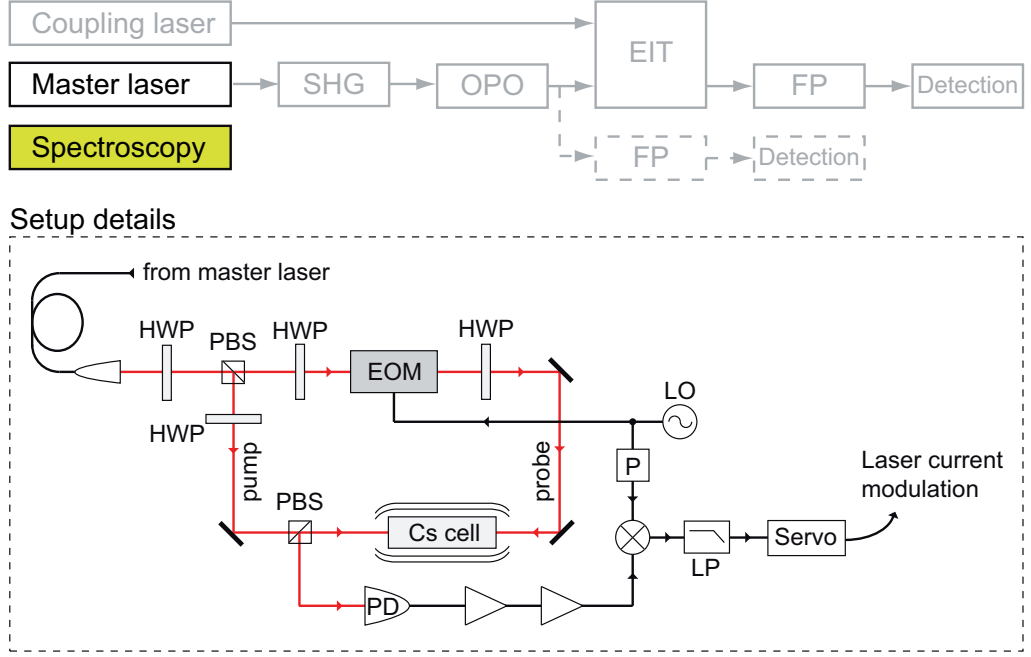 Coupling laser
EIT
Master laser
SHG
OPO
FP
Detection
Spectroscopy
FP
Detection
Setup details
from master laser
HWP
PBS
HWP
HWP
EOM
LO
HWP
pump
probe
P
Laser current
modulation
PBS
Cs cell
Servo
LP
PD